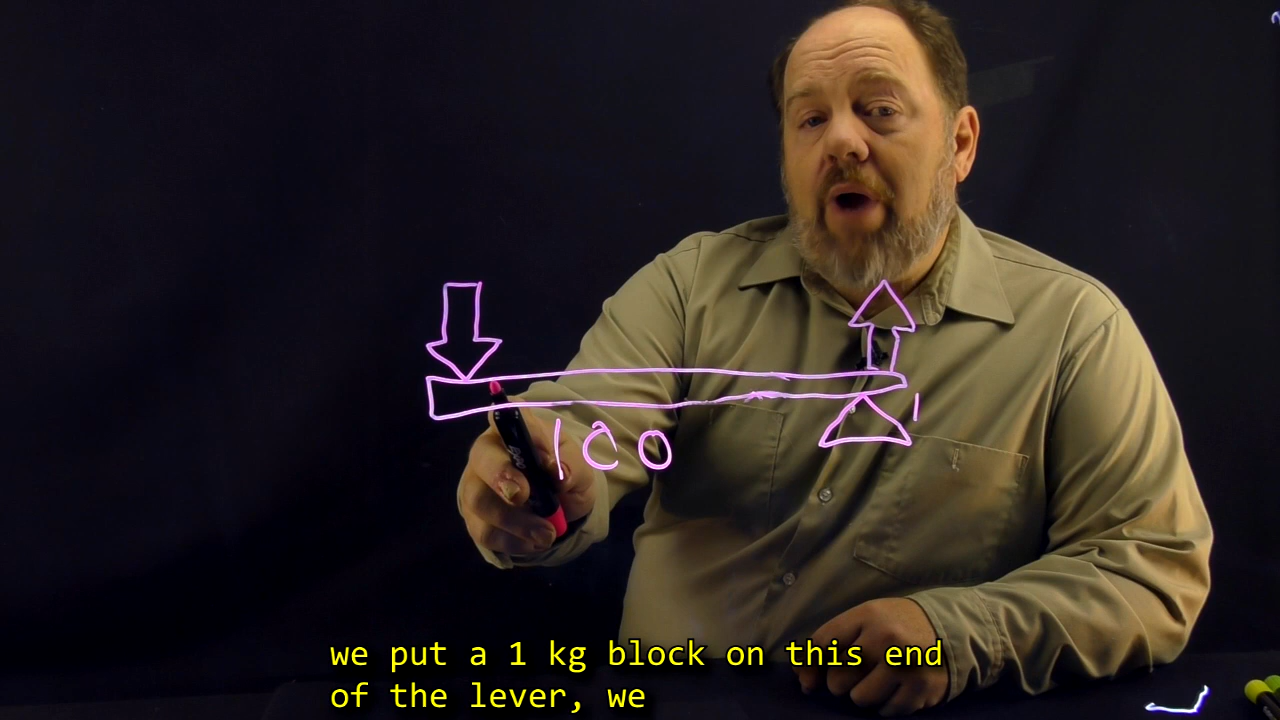 1
100
we put a 1 kg block on this end
of the lever, we